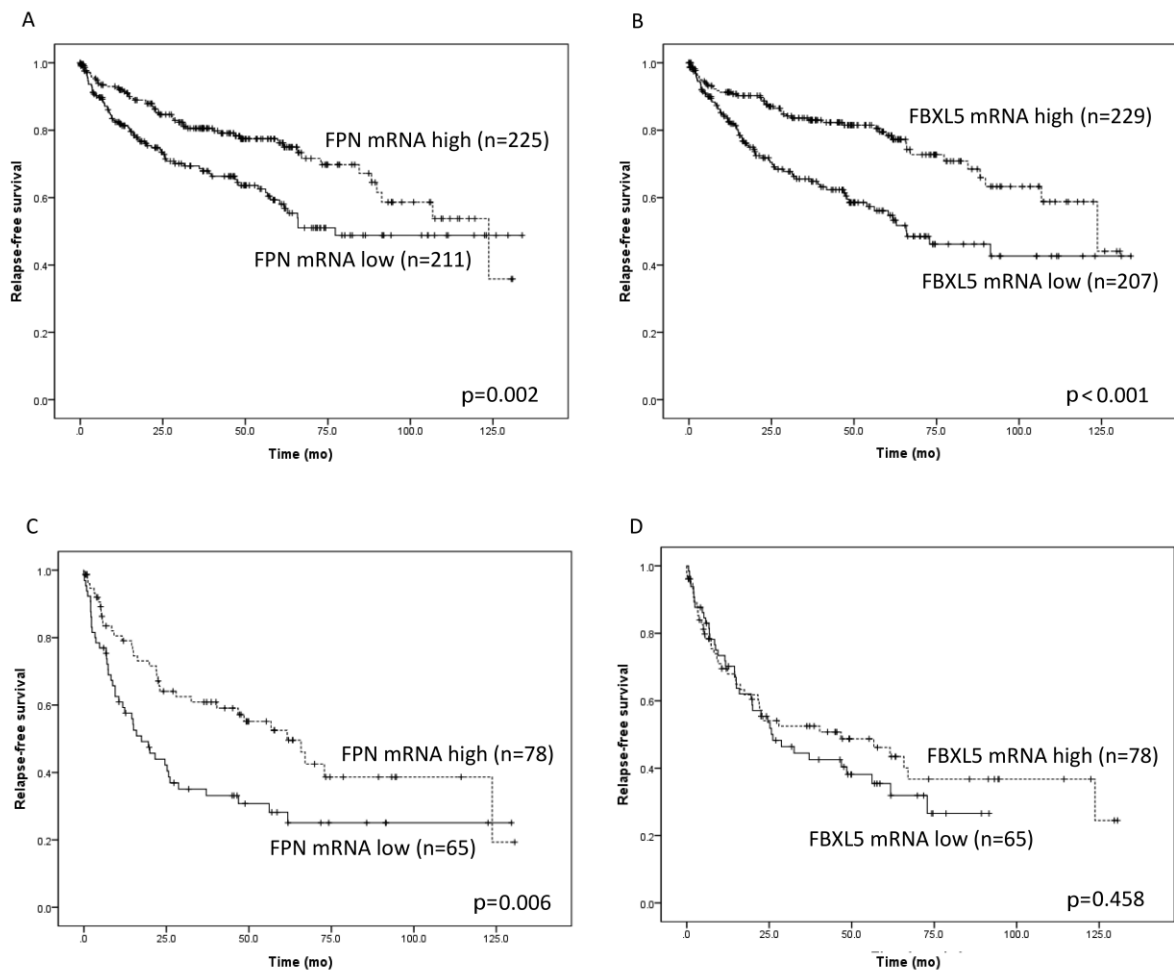 A
B
1.0
0.8
0.6
0.4
0.2
0.0
Relapse-free survival
FPN mRNA high (n=225)
FPN mRNA low (n=211)
p=0.002
.0 25.0 50.0 75.0 100.0 125.0
Time (mo)
1.0
0.8
0.6
0.4
0.2
0.0
Relapse-free survival
FBXL5 mRNA high (n=229)
FBXL5 mRNA low (n=207)
p<0.001
.0 25.0 50.0 75.0 100.0 125.0
Time (mo)
C
D
1.0
0.8
0.6
0.4
0.2
0.0
Relapse-free survival
FPN mRNA high (n=78)
FPN mRNA low (n=65)
p=0.006
.0 25.0 50.0 75.0 100.0 125.0
Time (mo)
1.0
0.8
0.6
0.4
0.2
0.0
Relapse-free survival
FBXL5 mRNA high (n=78)
FBXL5 mRNA low (n=65)
p=0.458
.0 25.0 50.0 75.0 100.0 125.0
Time (mo)